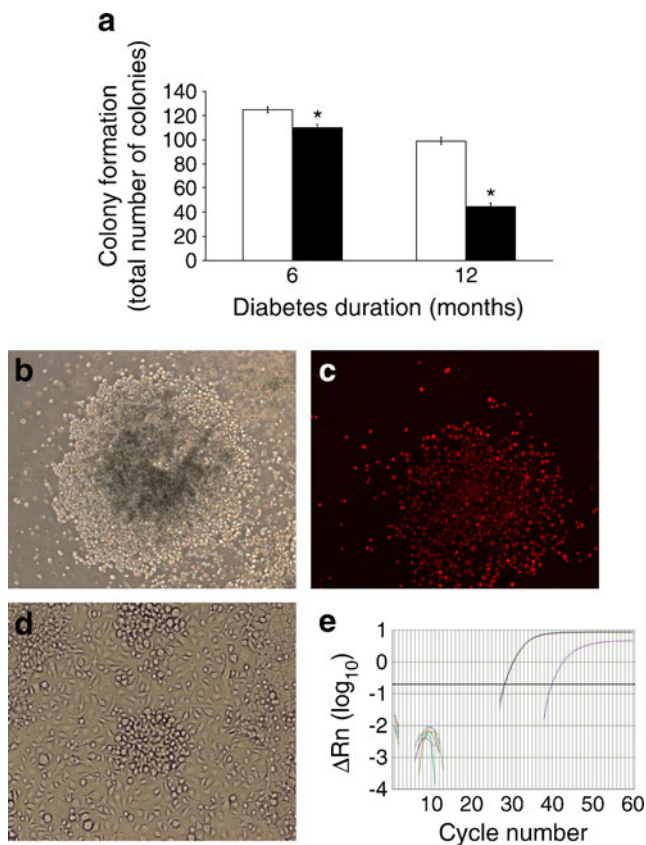 a
Colony formation
(total number of colonies)
140
120
100
80
60
40
20
0
*
*
6
12
Diabetes duration (months)
b
c
d
e
ΔRn (log10)
1
0
-1
-2
-3
-4
10 20 30 40 50 60
Cycle number